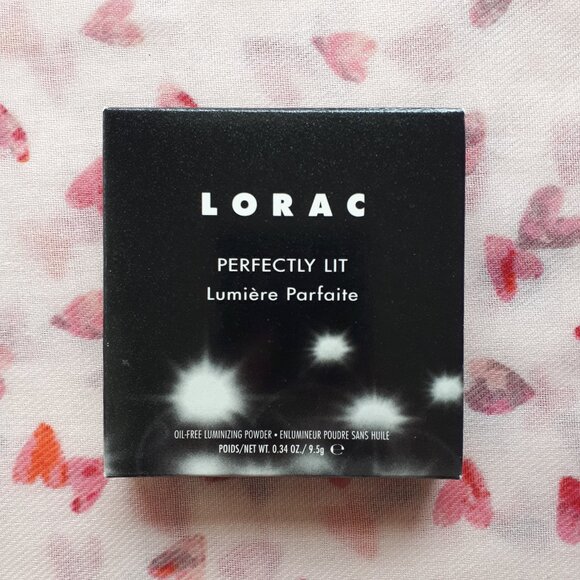 LORAC
PERFECTLY LIT
Lumière Parfaite
OIL-FREE LUMINIZING POWDER • ENLUMINEUR POUDRE SANS HUILE
POIDS/NET WT. 0.34 OZ./ 9.5g ℮